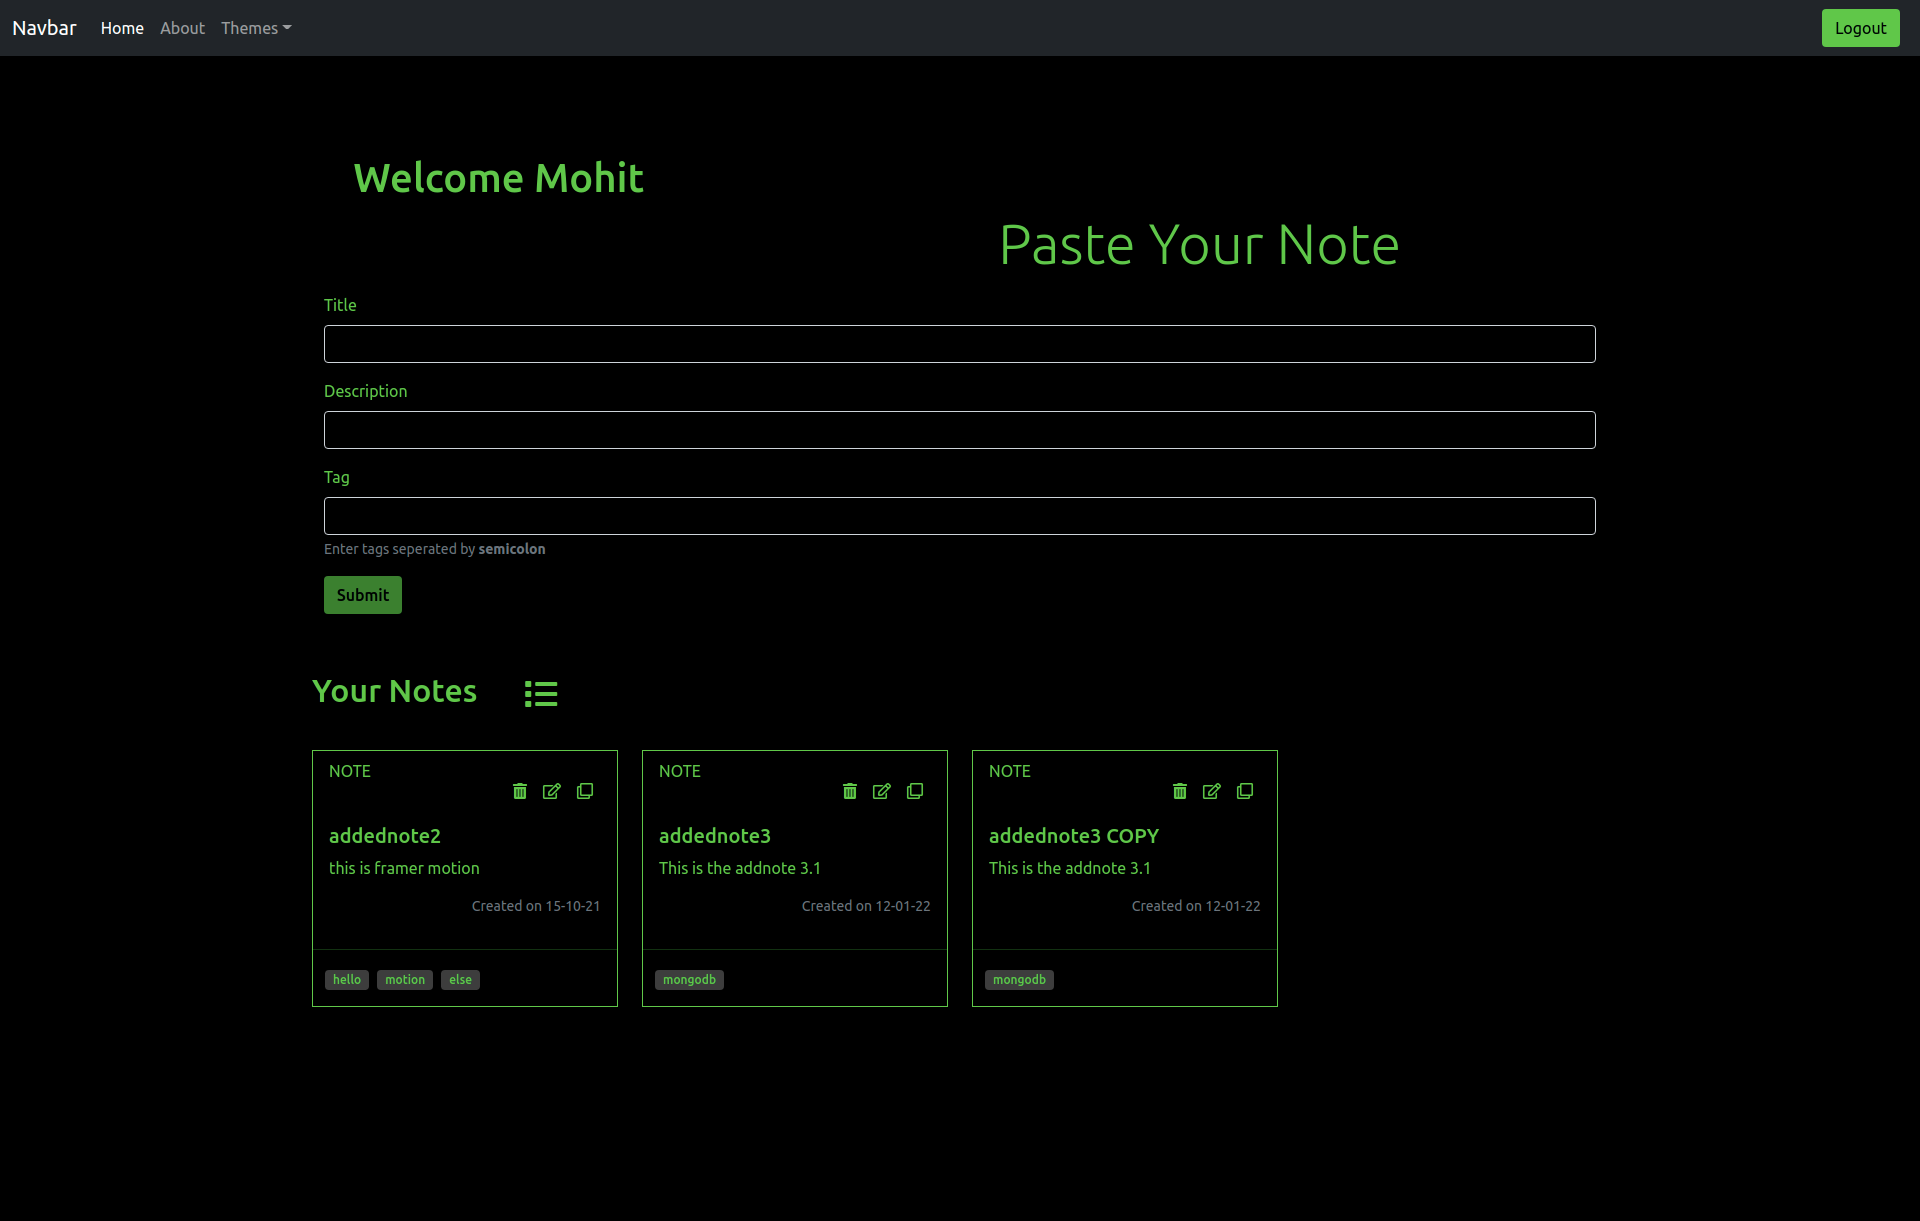 Navbar Home About Themes Logout
Welcome Mohit
Paste Your Note
Title
Description
Tag
Enter tags seperated by semicolon
Submit
Your Notes
NOTE
addednote2
this is framer motion
Created on 15-10-21
hello motion else
NOTE
addednote3
This is the addnote 3.1
Created on 12-01-22
mongodb
NOTE
addednote3 COPY
This is the addnote 3.1
Created on 12-01-22
mongodb